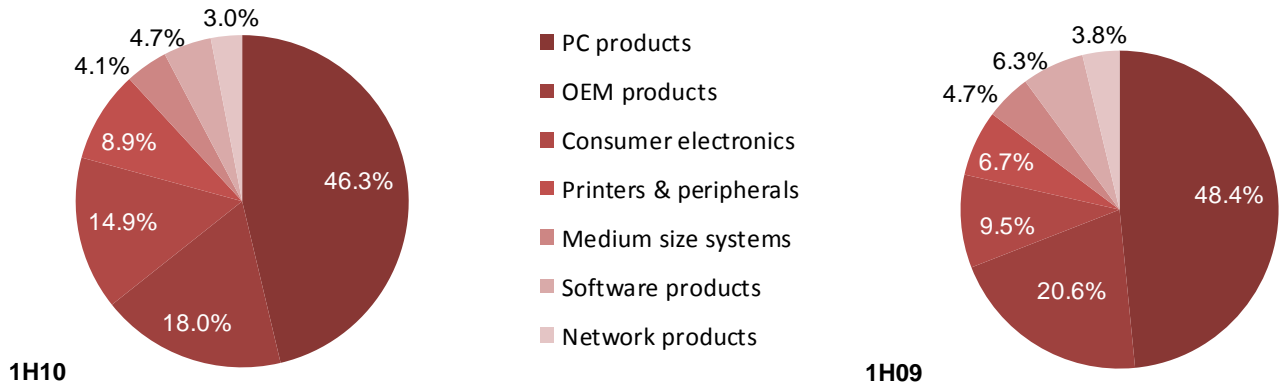 3.0%
4.7%
4.1%
8.9%
14.9%
18.0%
46.3%
1H10
PC products
OEM products
Consumer electronics
Printers & peripherals
Medium size systems
Software products
Network products
3.8%
6.3%
4.7%
6.7%
9.5%
20.6%
48.4%
1H09